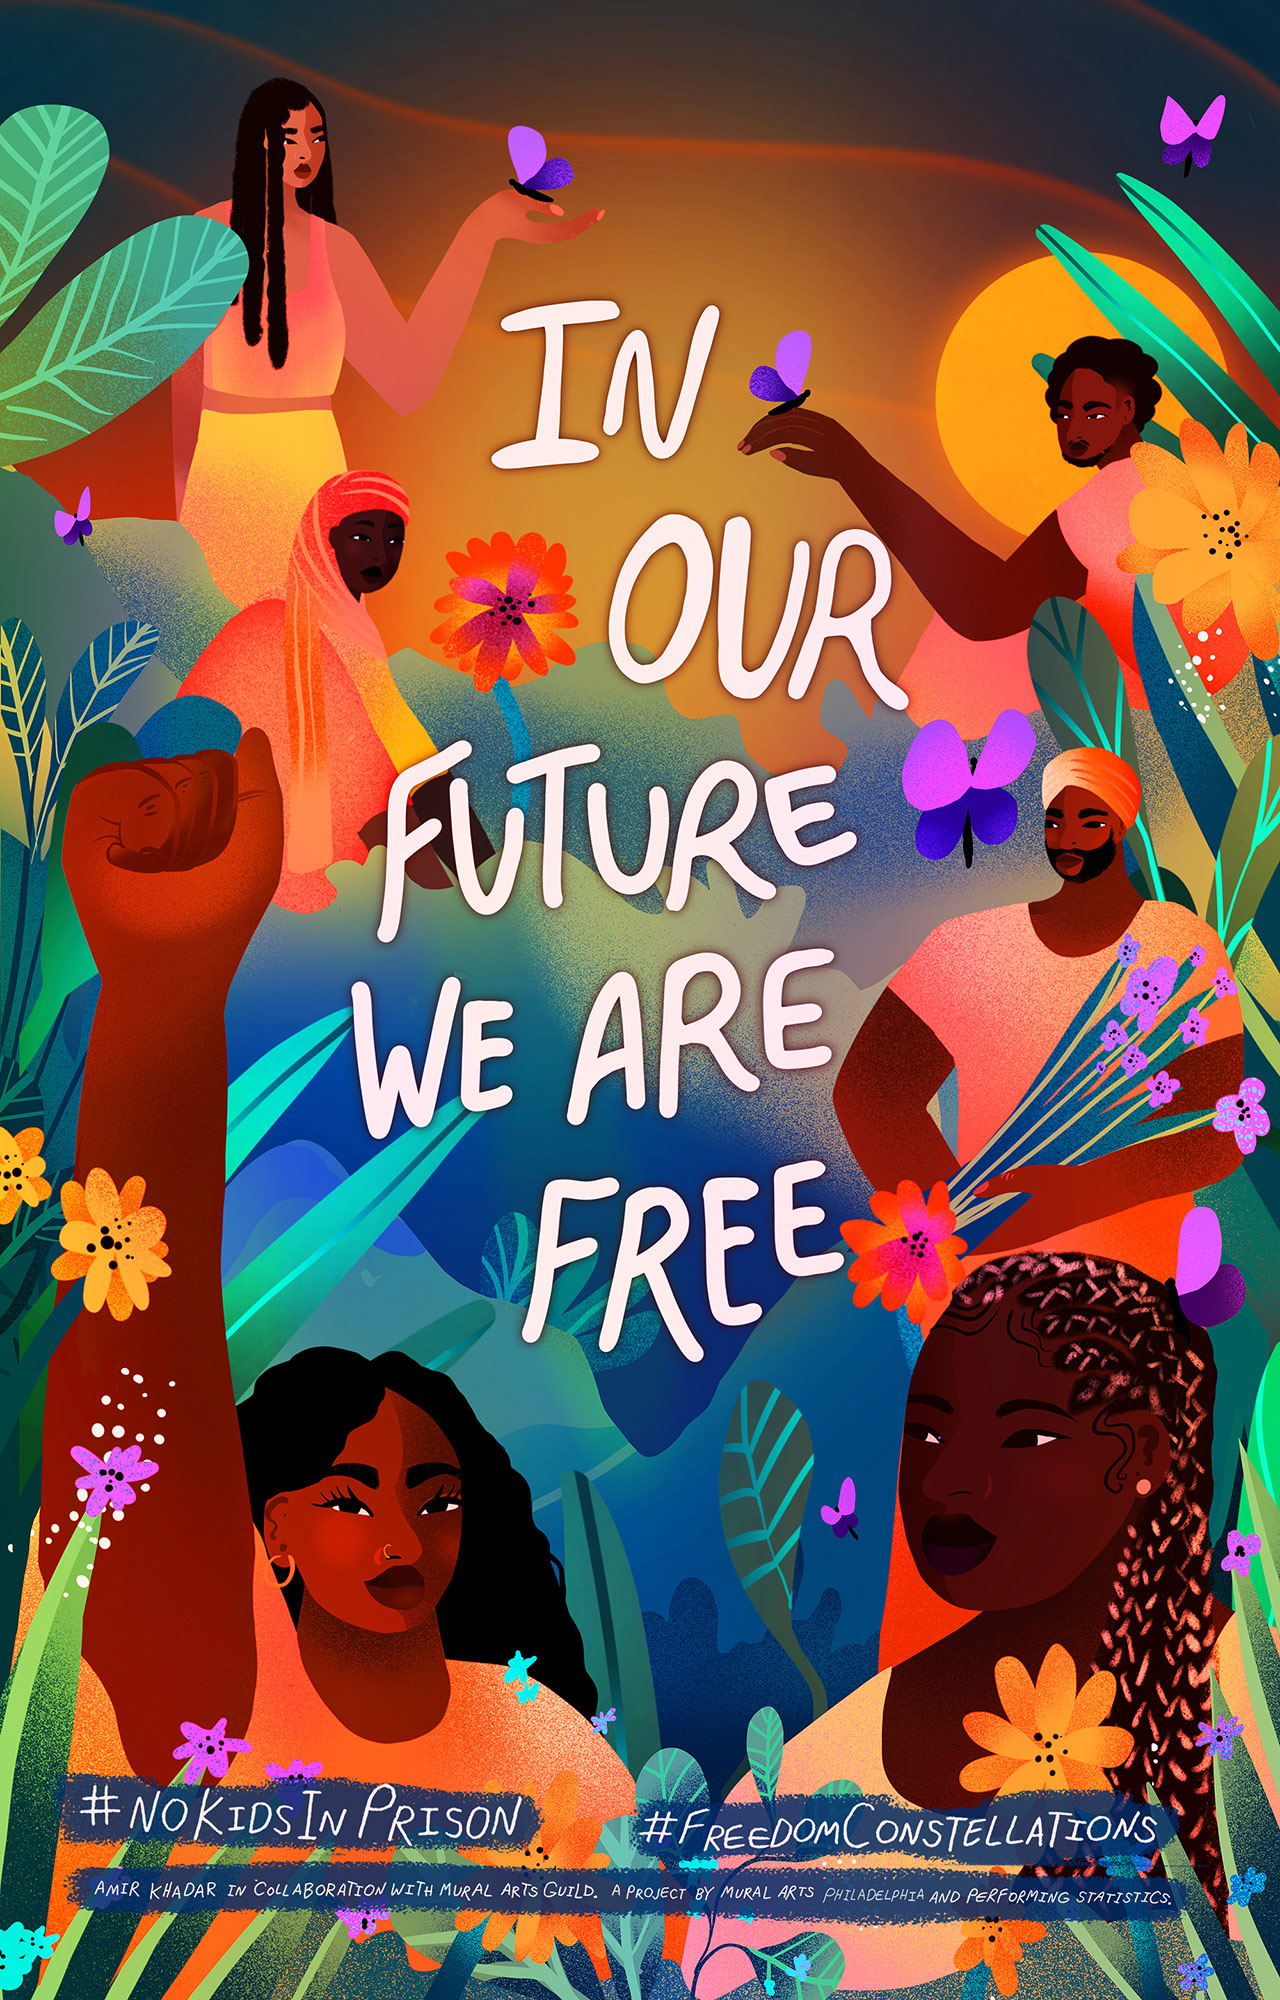 IN
OUR
FUTURE
WE ARE
FREE
#NOKIDSINPRISON
#FREEDOMCONSTELLATIONS
AMIR KHADAR IN COLLABORATION WITH MURAL ARTS GUILD. A PROJECT BY MURAL ARTS PHILADELPHIA AND PERFORMING STATISTICS.